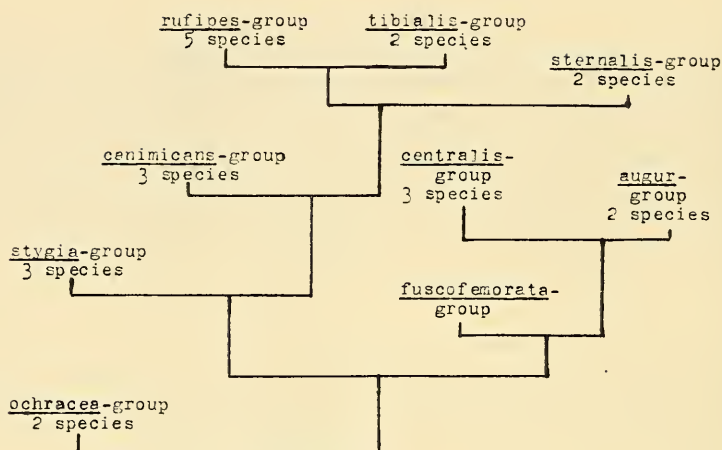 rufipes-group
5 species
tibialis-group
2 species
sternalis-group
2 species
canimicans-group
3 species
centralis-
group
3 species
augur-
group
2 species
stygia-group
3 species
fuscofemorata-
group
ochracea-group
2 species